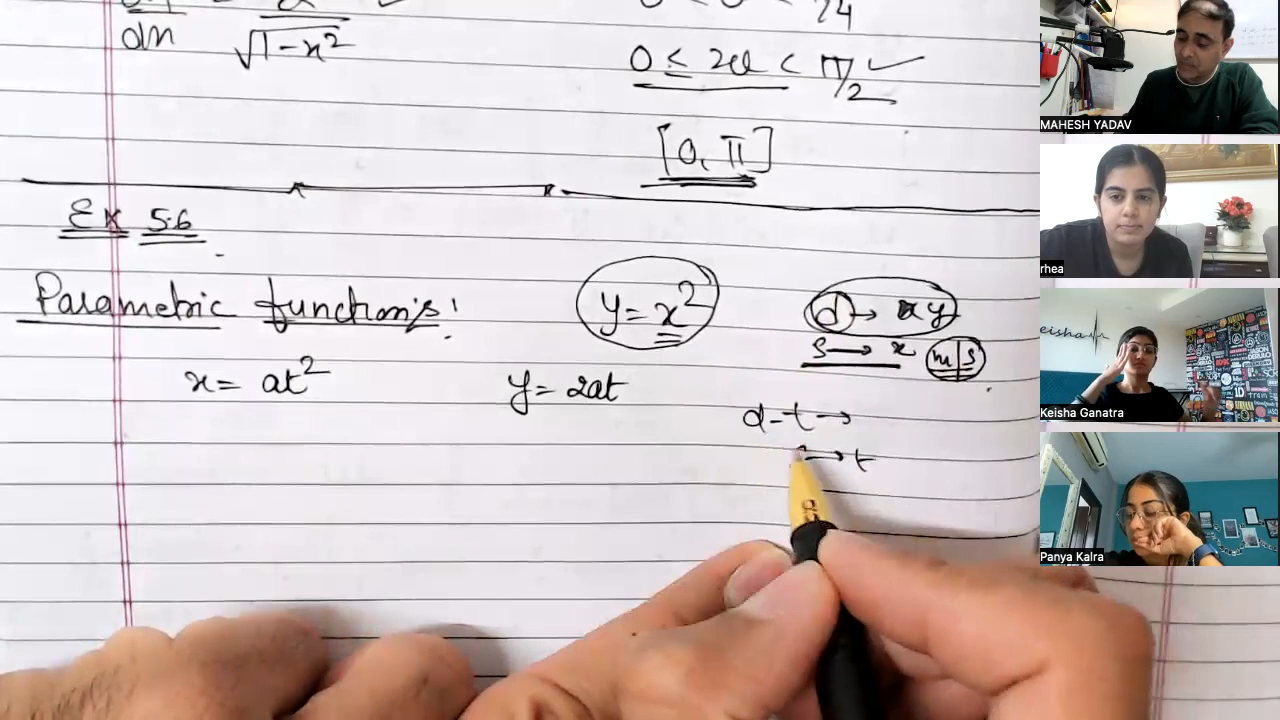 dn √1-x²
0 ≤ 2θ < π/2 ✓
[0, π]
EX 5.6
Parametric functions:
y = x²
d → x y
s → x m/s
x = at²
y = 2at
d-t →
→ t
MAHESH YADAV
rhea
Keisha Ganatra
Panya Kalra